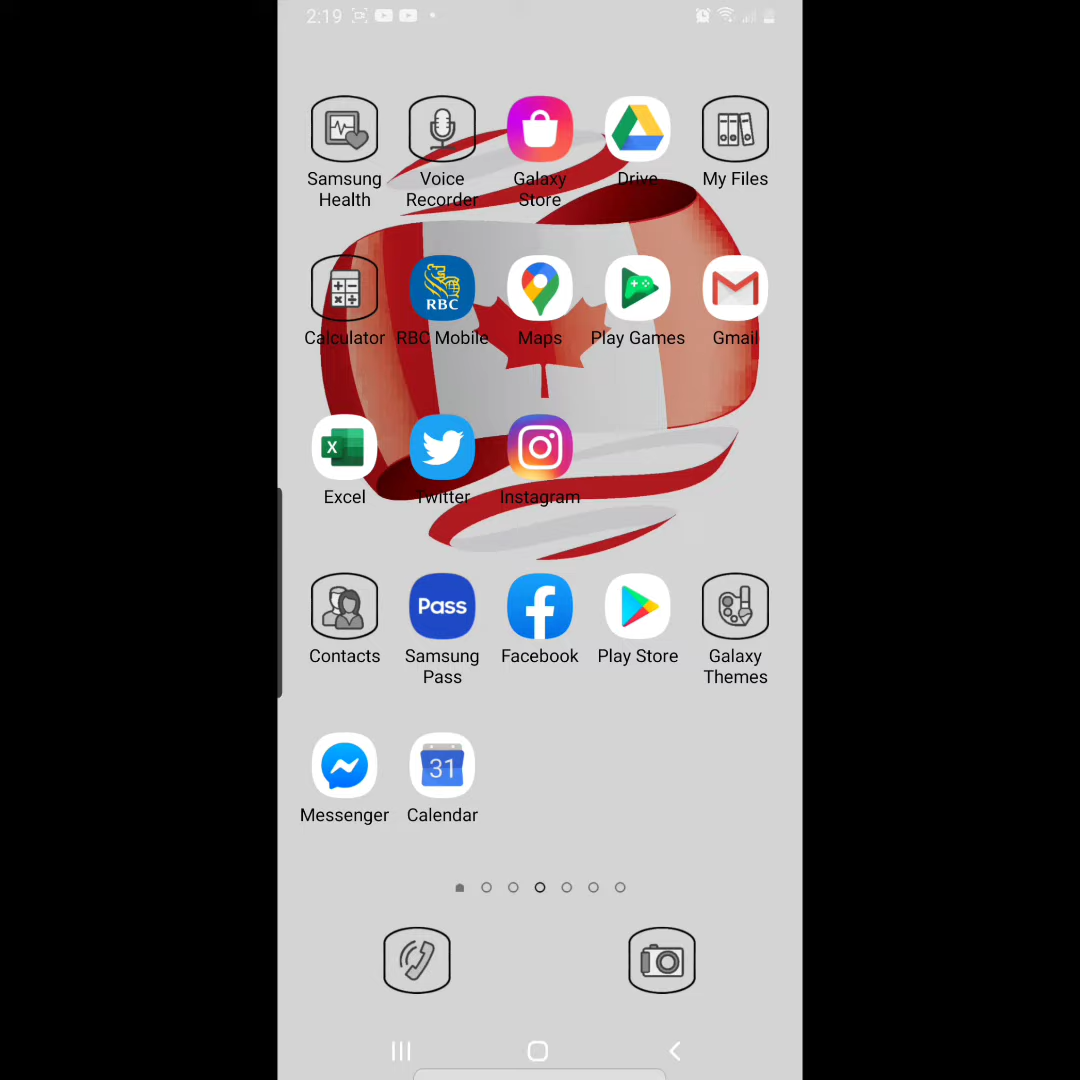 2:19
Samsung Health
Voice Recorder
Galaxy Store
Drive
My Files
RBC
Calculator
RBC Mobile
Maps
Play Games
Gmail
X
Excel
Twitter
Instagram
Pass
Contacts
Samsung Pass
Facebook
Play Store
Galaxy Themes
31
Messenger
Calendar